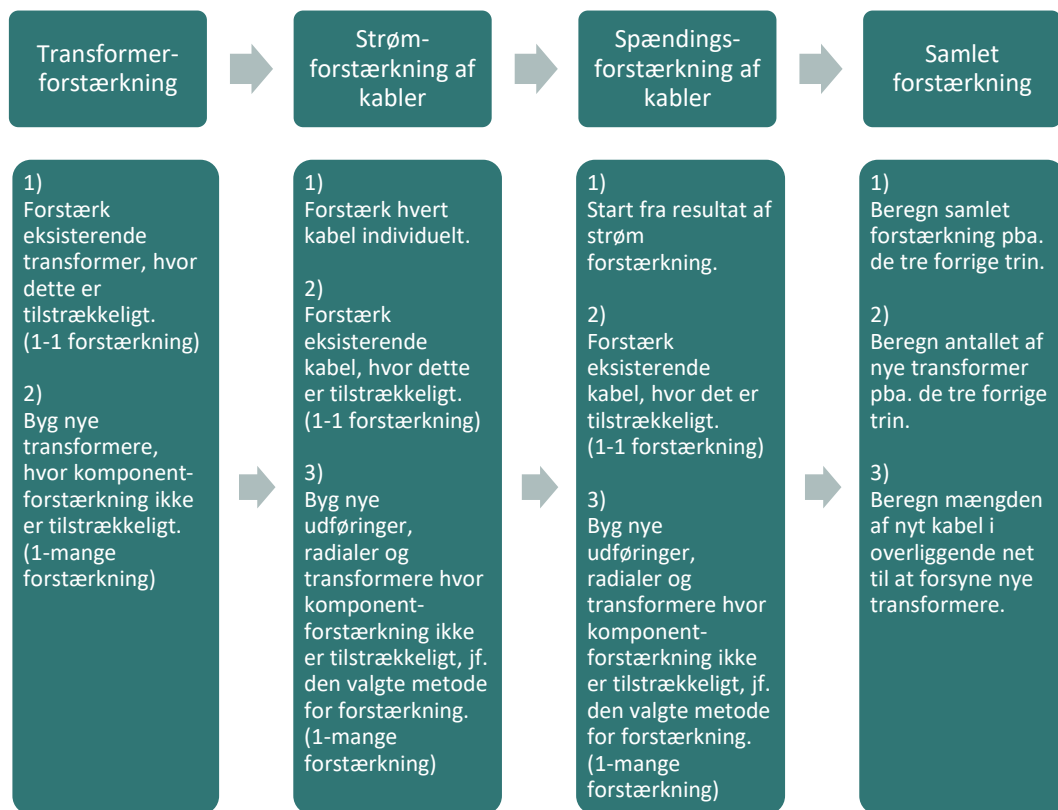 Transformer-
forstærkning
Strøm-
forstærkning af
kabler
Spændings-
forstærkning af
kabler
Samlet
forstærkning
1)
Forstærk
eksisterende
transformer, hvor
dette er
tilstrækkeligt.
(1-1 forstærkning)
2)
Byg nye
transformere,
hvor komponent-
forstærkning ikke
er tilstrækkeligt.
(1-mange
forstærkning)
1)
Forstærk hvert
kabel individuelt.
2)
Forstærk
eksisterende
kabel, hvor dette
er tilstrækkeligt.
(1-1 forstærkning)
3)
Byg nye
udføringer,
radialer og
transformere hvor
komponent-
forstærkning ikke
er tilstrækkeligt, jf.
den valgte metode
for forstærkning.
(1-mange
forstærkning)
1)
Start fra resultat af
strøm
forstærkning.
2)
Forstærk
eksisterende
kabel, hvor det er
tilstrækkeligt.
(1-1 forstærkning)
3)
Byg nye
udføringer,
radialer og
transformere hvor
komponent-
forstærkning ikke
er tilstrækkeligt, jf.
den valgte metode
for forstærkning.
(1-mange
forstærkning)
1)
Beregn samlet
forstærkning pba.
de tre forrige trin.
2)
Beregn antallet af
nye transformer
pba. de tre forrige
trin.
3)
Beregn mængden
af nyt kabel i
overliggende net
til at forsyne nye
transformere.